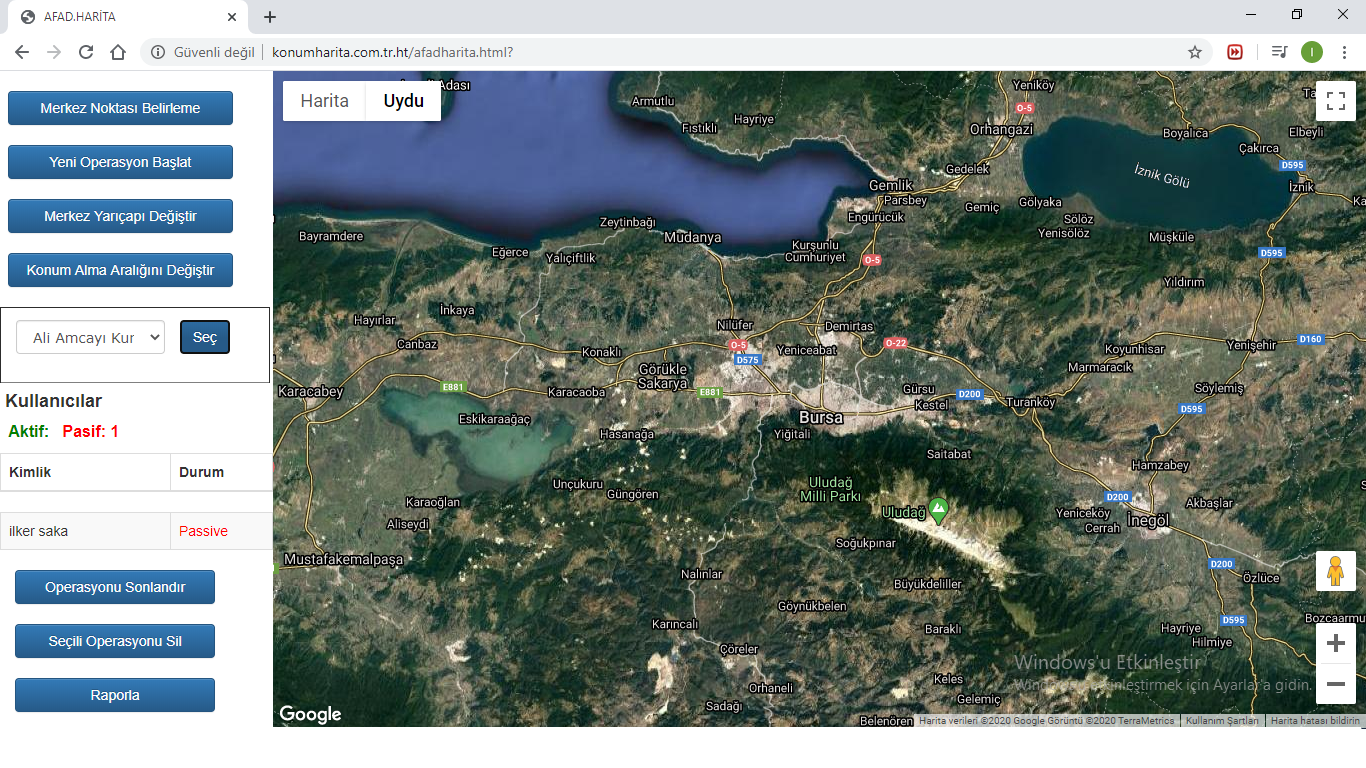 AFAD.HARİTA
Güvenli değil
konumharita.com.tr.ht/afadharita.html?
I
Merkez Noktası Belirleme
Yeni Operasyon Başlat
Merkez Yarıçapı Değiştir
Konum Alma Aralığını Değiştir
Ali Amcayı Kur
Seç
Kullanıcılar
Aktif: Pasif: 1
Kimlik Durum
ilker saka Passive
Operasyonu Sonlandır
Seçili Operasyonu Sil
Raporla
Harita Uydu
Adası
Armutlu
Fıstıklı
Hayriye
Yeniköy
O-5
Orhangazi
Boyalıca
Elbeyli
Çakırca
D595
İznik Gölü
İznik
Gedelek
Gemlik
Parsbey
Engürücük
Gemiç
Gölyaka
Sölöz
Yenisölöz
Müşküle
D595
Bayramdere
Eğerce
Zeytinbağı
Yalıçiftlik
Mudanya
Kurşunlu
Cumhuriyet
O-5
Yıldırım
İnkaya
Hayırlar
Canbaz
Konaklı
Nilüfer
O-5
D575
Demirtas
Yeniceabat
O-22
Koyunhisar
Marmaracık
Yenişehir
D160
Söylemiş
D595
Karacabey
E881
Karacaoba
Görükle
Sakarya
E881
Bursa
Gürsu
Kestel
D200
Turanköy
Eskikaraağaç
Hasanağa
Yiğitali
Saitabat
Hamzabey
Unçukuru
Güngören
Uludağ
Milli Parkı
Uludağ
Karaoğlan
Aliseydi
Soğukpınar
D200
Yeniceköy
Cerrah
İnegöl
Akbaşlar
Mustafakemalpaşa
Nalınlar
Büyükdeliller
Göynükbelen
D200
Özlüce
D595
Karıncalı
Çöreler
Baraklı
Hayriye
Hilmiye
Bozcaarmu
Orhaneli
Sadağı
Keles
Gelemiç
Belenören
Windows'u Etkinleştir
Windows'u etkinleştirmek için Ayarlar'a gidin.
Google
Harita verileri ©2020 Google Görüntü ©2020 TerraMetrics
Kullanım Şartları
Harita hatası bildirin